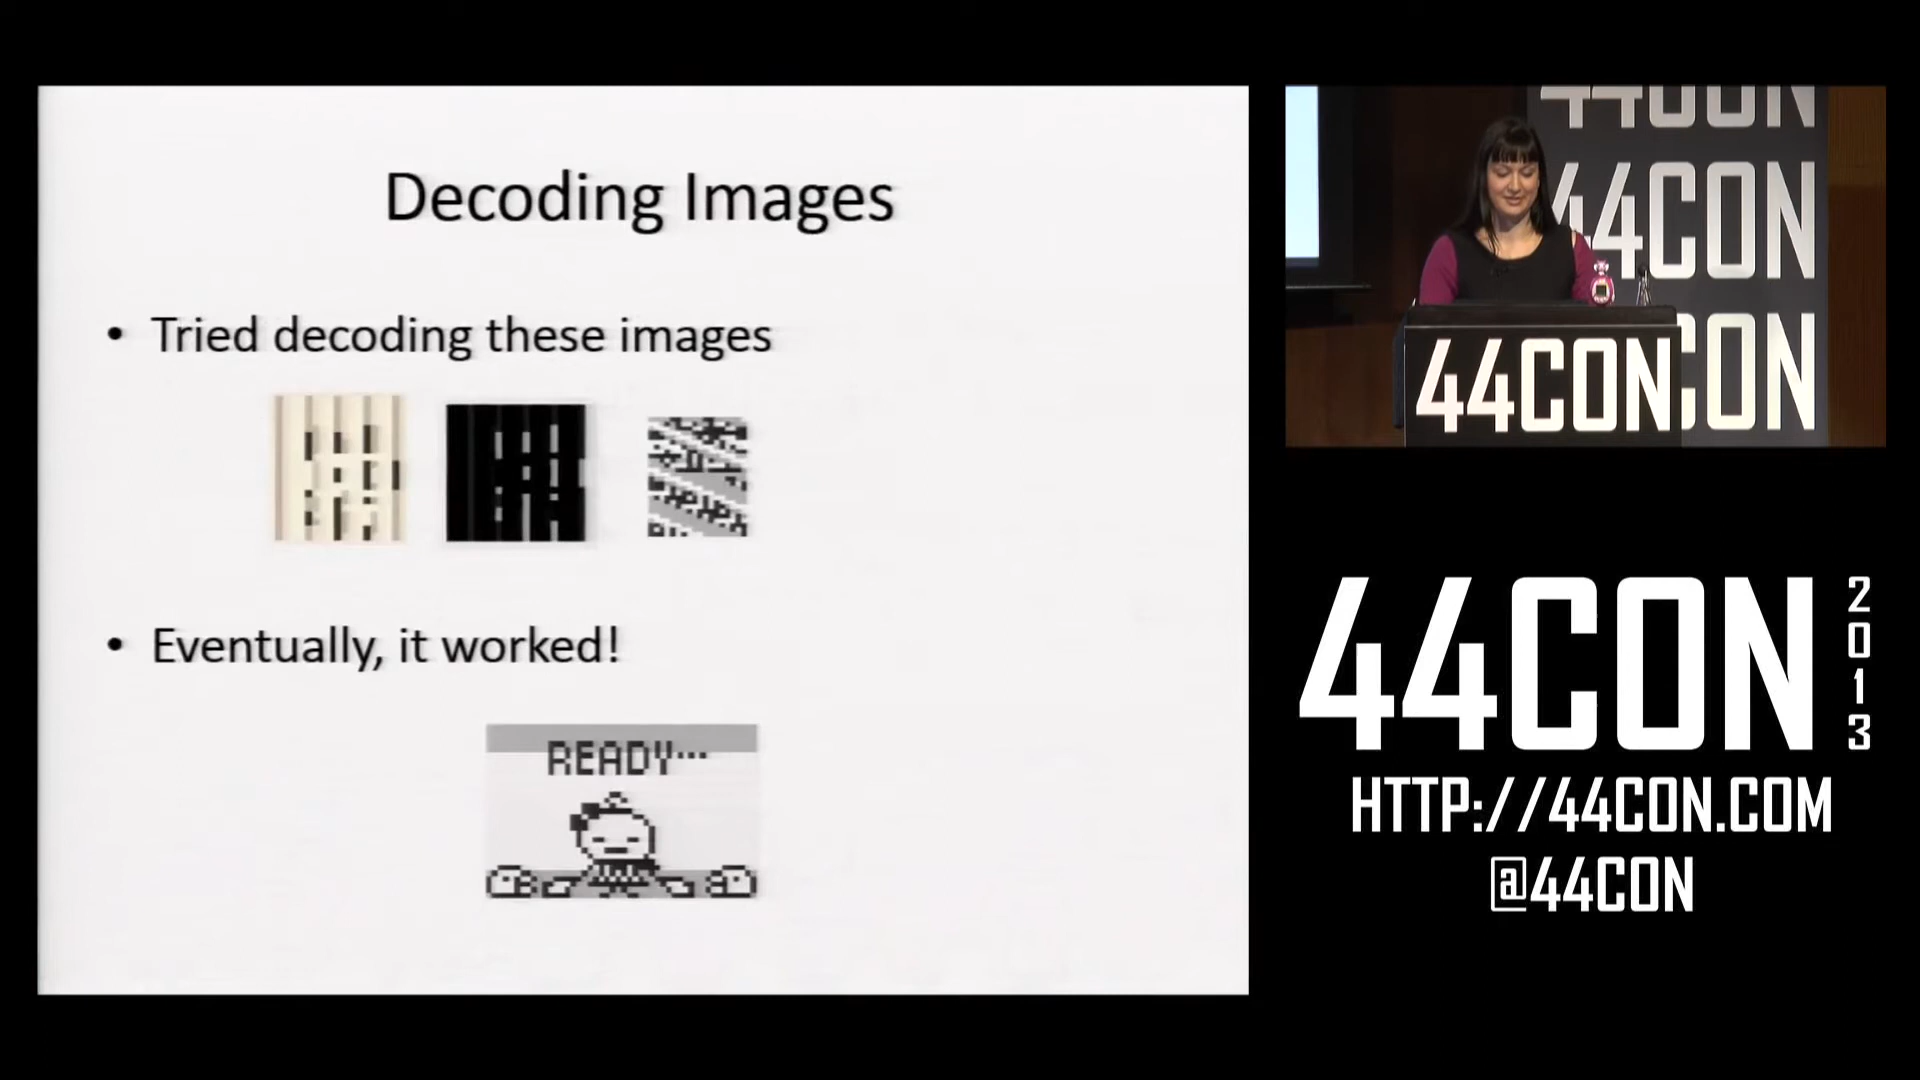 Decoding Images
• Tried decoding these images
• Eventually, it worked!
READY...
44CON
44CON
44CON
CON
44CON
44CON
2013
HTTP://44CON.COM
@44CON